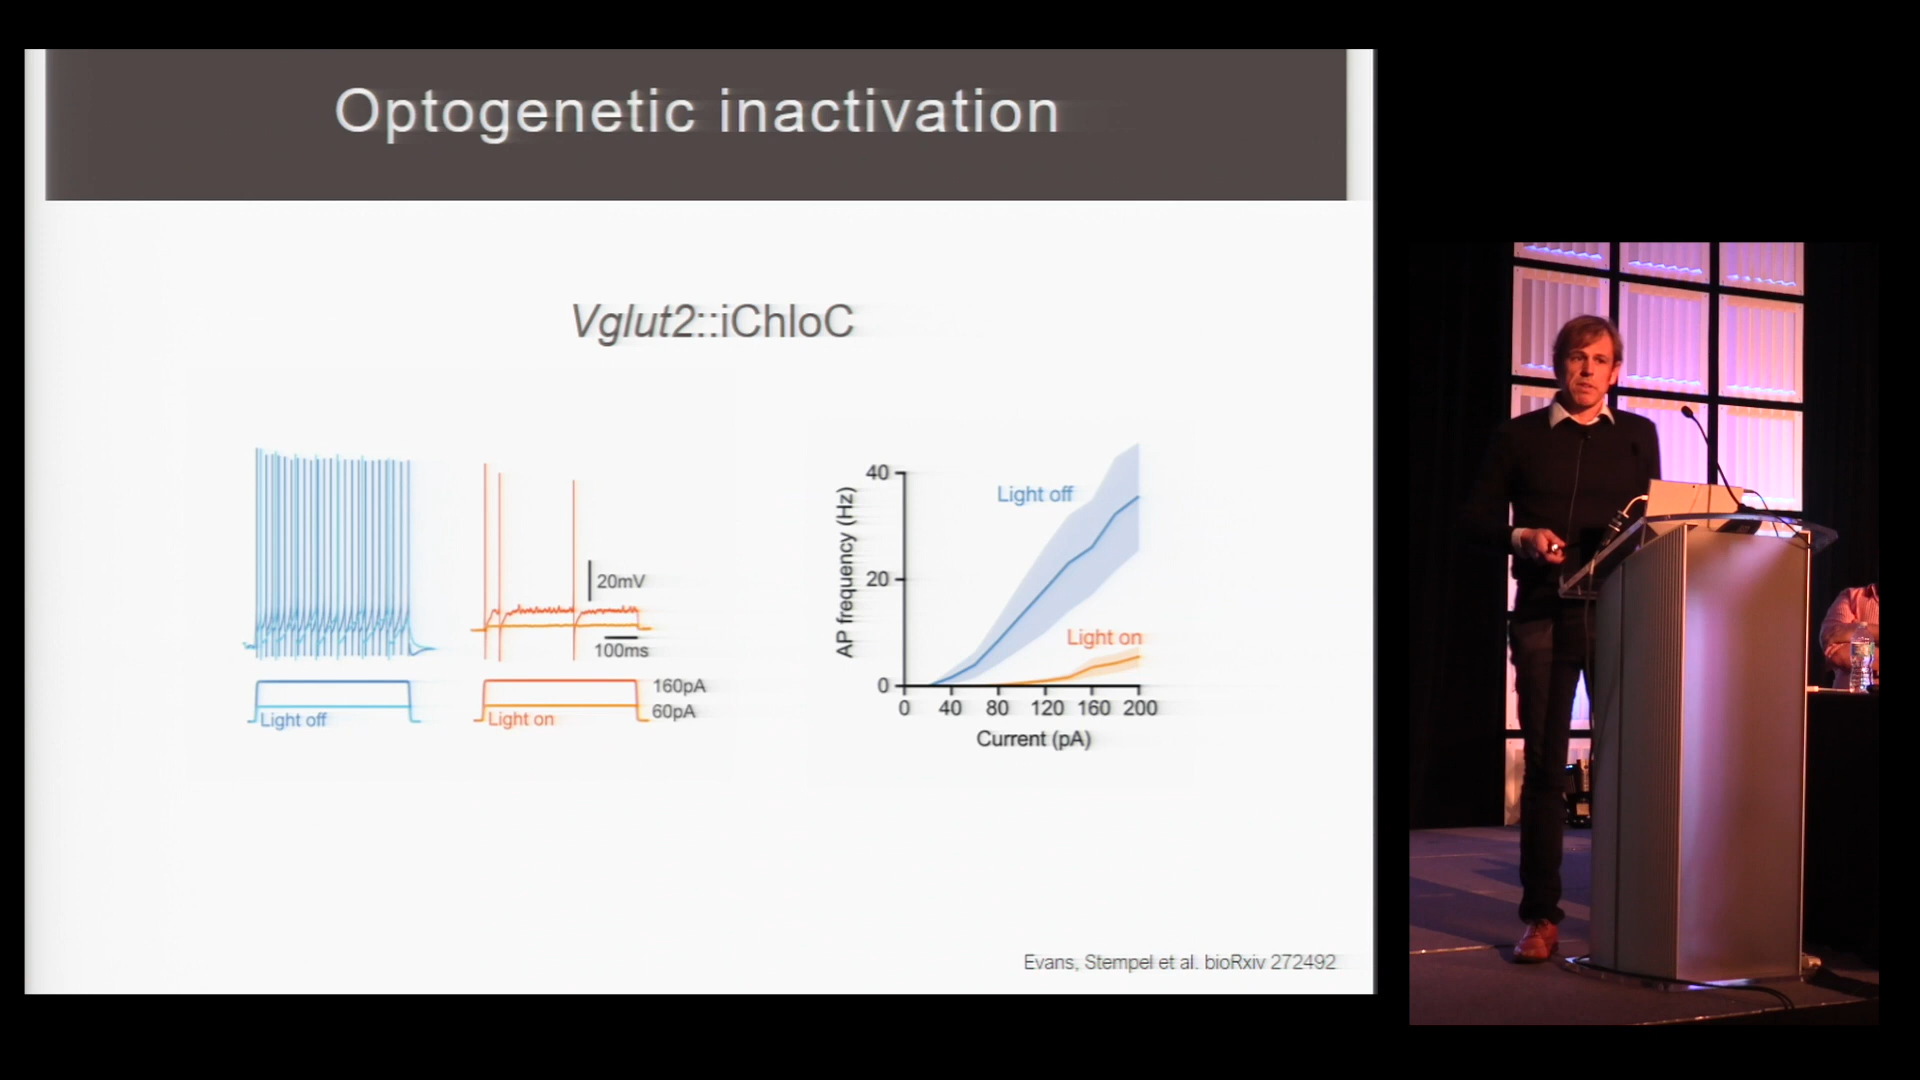 Optogenetic inactivation
Vglut2::iChloC
20mV
100ms
160pA
60pA
Light off
Light on
40
20
0
AP frequency (Hz)
Light off
Light on
0 40 80 120 160 200
Current (pA)
Evans, Stempel et al. bioRxiv 272492